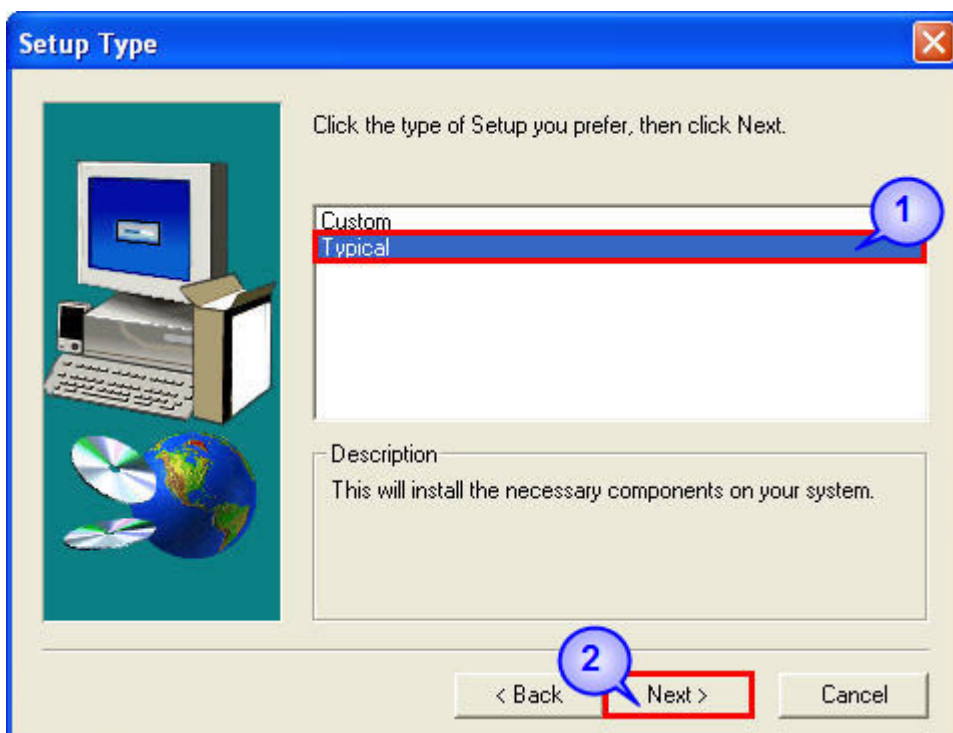 Setup Type
Click the type of Setup you prefer, then click Next.
Custom
1
Typical
Description
This will install the necessary components on your system.
2
< Back
Next >
Cancel